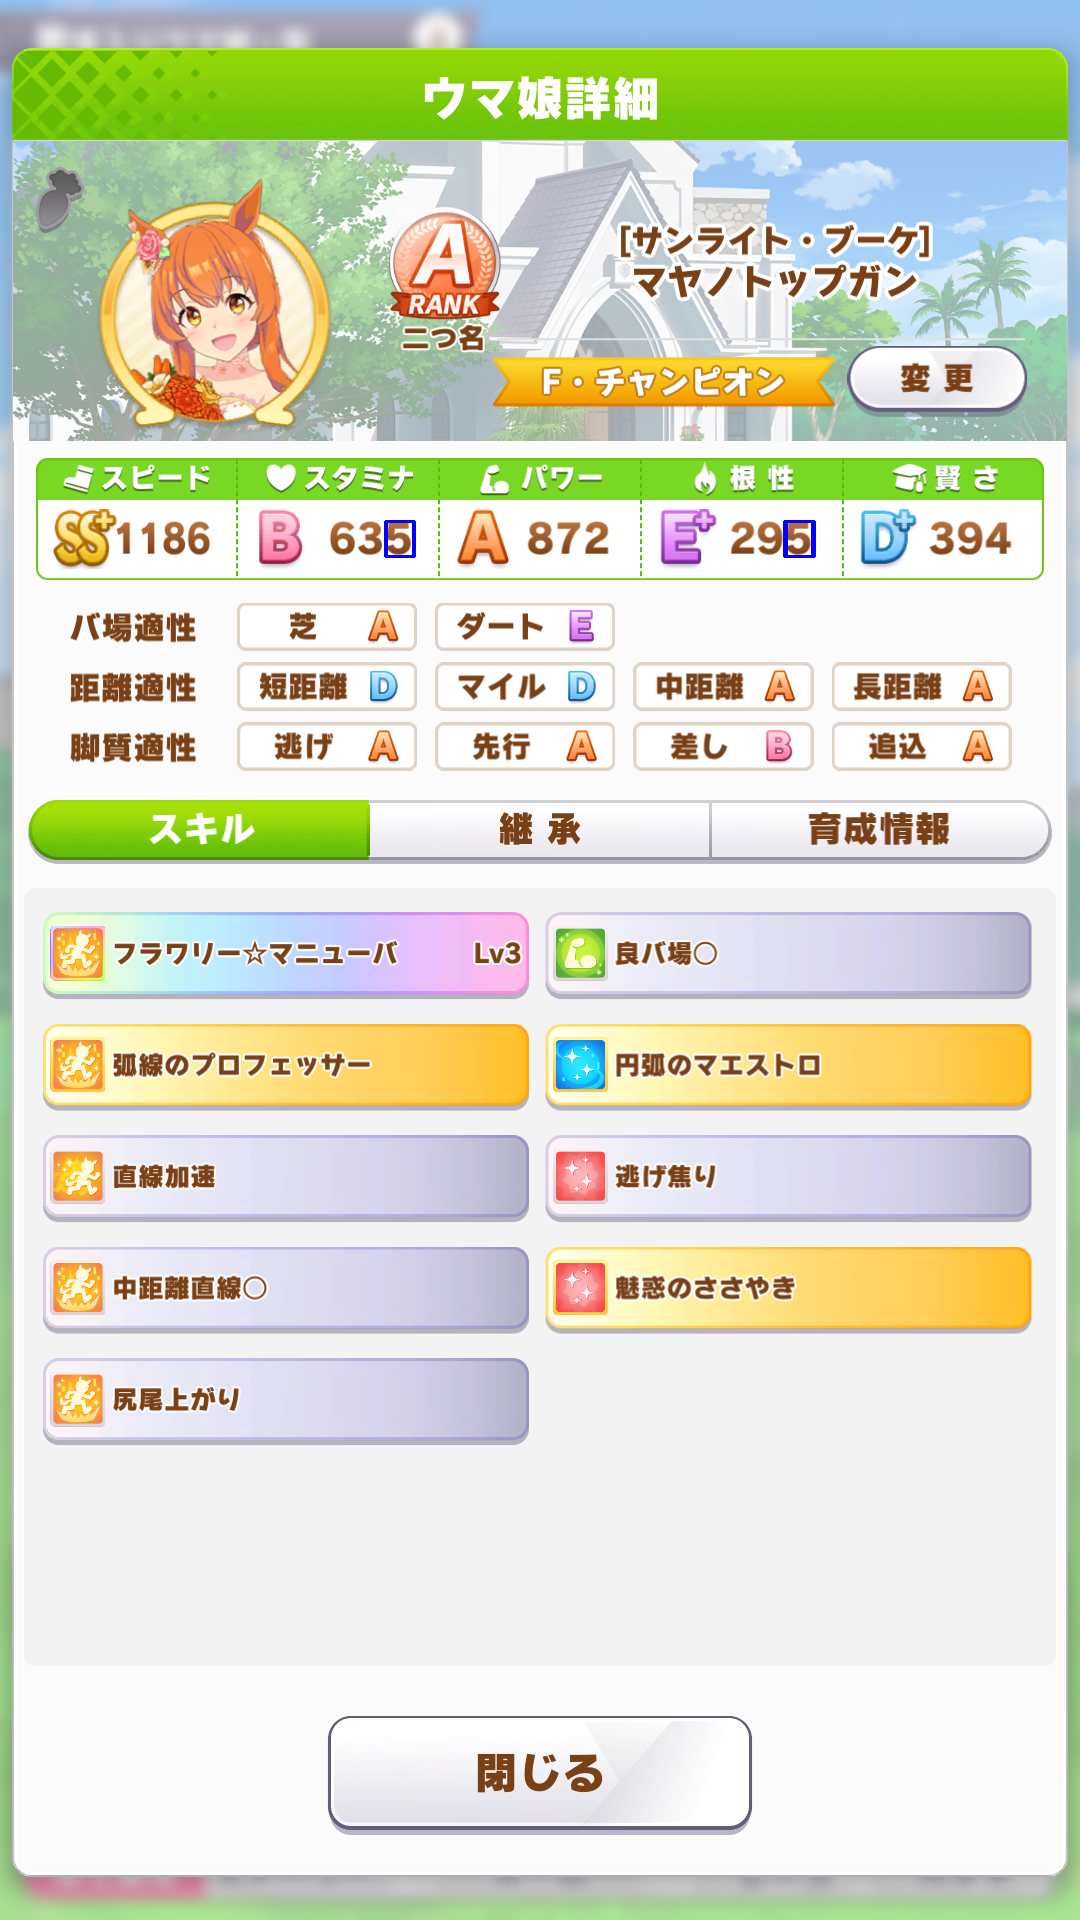 ウマ娘詳細
A
RANK
二つ名
[サンライト・ブーケ]
マヤノトップガン
F・チャンピオン
変更
スピード スタミナ パワー 根性 賢さ
SS+ 1186 B 635 A 872 E+ 295 D+ 394
バ場適性 芝 A ダート E
距離適性 短距離 D マイル D 中距離 A 長距離 A
脚質適性 逃げ A 先行 A 差し B 追込 A
スキル 継承 育成情報
フラワリー☆マニューバ Lv3 良バ場○
弧線のプロフェッサー 円弧のマエストロ
直線加速 逃げ焦り
中距離直線○ 魅惑のささやき
尻尾上がり
閉じる